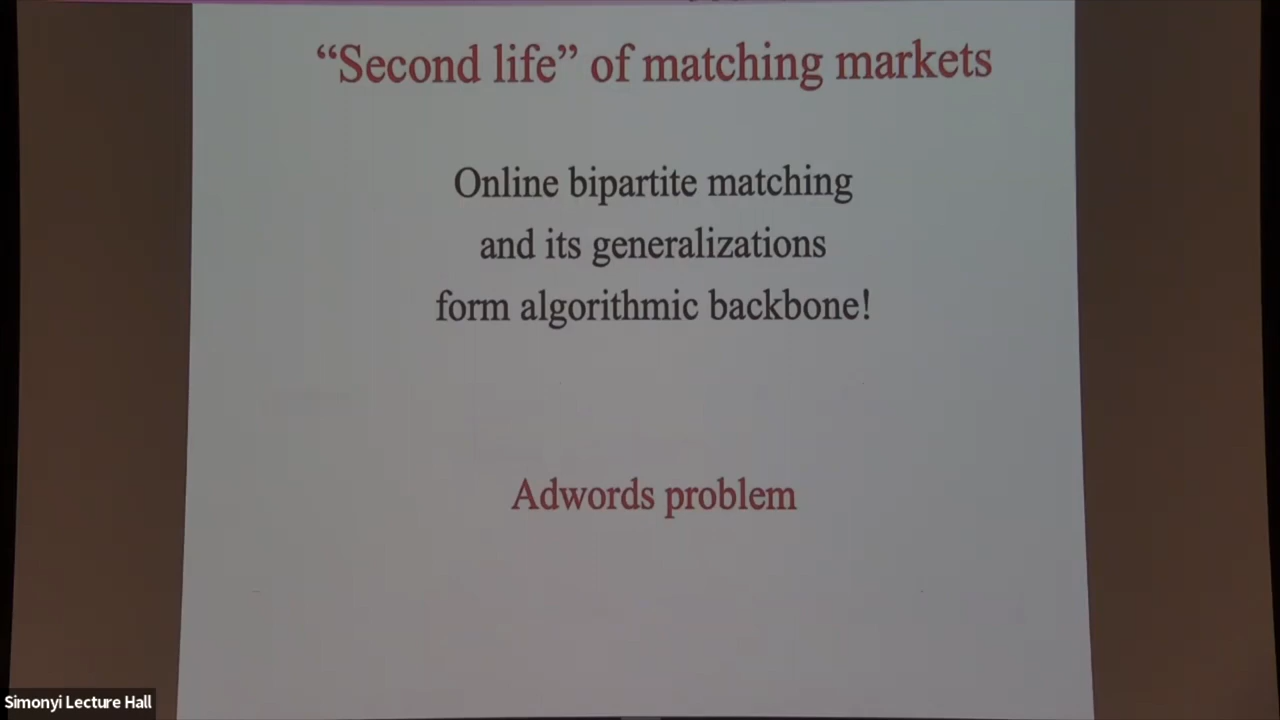 “Second life” of matching markets
Online bipartite matching
and its generalizations
form algorithmic backbone!
Adwords problem
Simonyi Lecture Hall